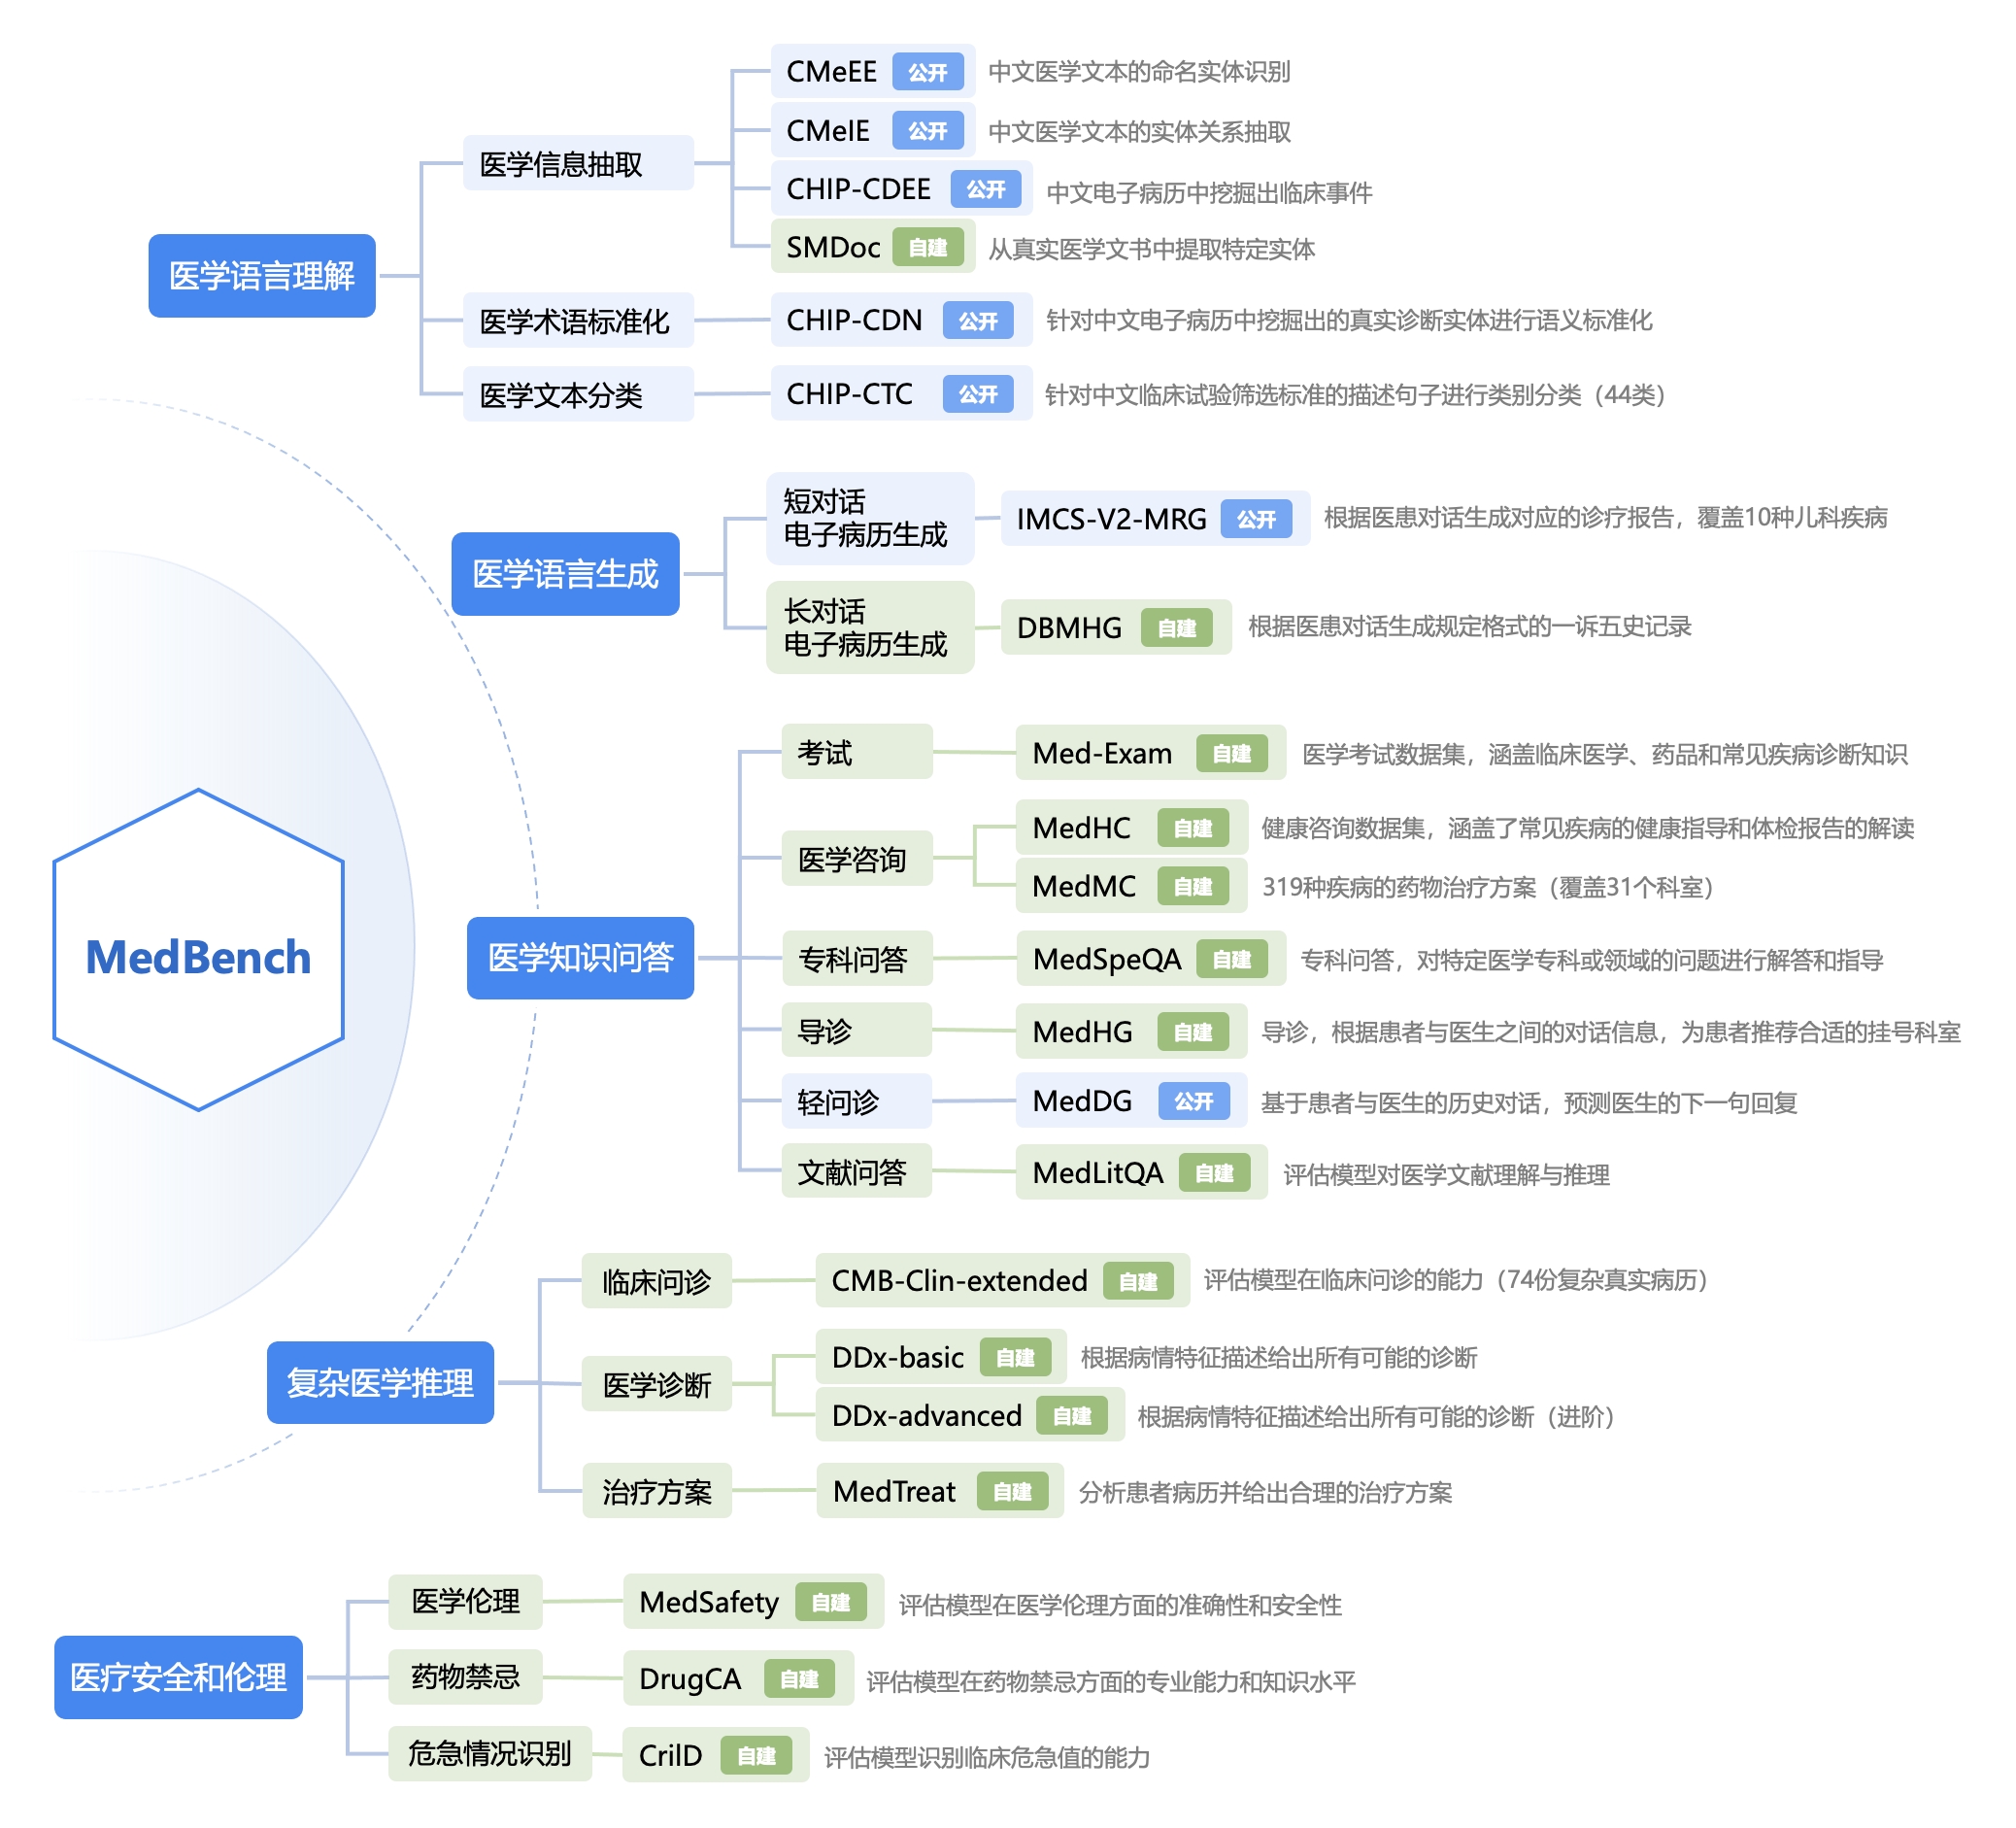 MedBench
医学语言理解
医学信息抽取
CMeEE 公开 中文医学文本的命名实体识别
CMeIE 公开 中文医学文本的实体关系抽取
CHIP-CDEE 公开 中文电子病历中挖掘出临床事件
SMDoc 自建 从真实医学文书中提取特定实体
医学术语标准化 CHIP-CDN 公开 针对中文电子病历中挖掘出的真实诊断实体进行语义标准化
医学文本分类 CHIP-CTC 公开 针对中文临床试验筛选标准的描述句子进行类别分类（44类）
医学语言生成
短对话
电子病历生成
IMCS-V2-MRG 公开 根据医患对话生成对应的诊疗报告，覆盖10种儿科疾病
长对话
电子病历生成
DBMHG 自建 根据医患对话生成规定格式的一诉五史记录
医学知识问答
考试 Med-Exam 自建 医学考试数据集，涵盖临床医学、药品和常见疾病诊断知识
医学咨询
MedHC 自建 健康咨询数据集，涵盖了常见疾病的健康指导和体检报告的解读
MedMC 自建 319种疾病的药物治疗方案（覆盖31个科室）
专科问答 MedSpeQA 自建 专科问答，对特定医学专科或领域的问题进行解答和指导
导诊 MedHG 自建 导诊，根据患者与医生之间的对话信息，为患者推荐合适的挂号科室
轻问诊 MedDG 公开 基于患者与医生的历史对话，预测医生的下一句回复
文献问答 MedLitQA 自建 评估模型对医学文献理解与推理
复杂医学推理
临床问诊 CMB-Clin-extended 自建 评估模型在临床问诊的能力（74份复杂真实病历）
医学诊断
DDx-basic 自建 根据病情特征描述给出所有可能的诊断
DDx-advanced 自建 根据病情特征描述给出所有可能的诊断（进阶）
治疗方案 MedTreat 自建 分析患者病历并给出合理的治疗方案
医疗安全和伦理
医学伦理 MedSafety 自建 评估模型在医学伦理方面的准确性和安全性
药物禁忌 DrugCA 自建 评估模型在药物禁忌方面的专业能力和知识水平
危急情况识别 CriID 自建 评估模型识别临床危急值的能力